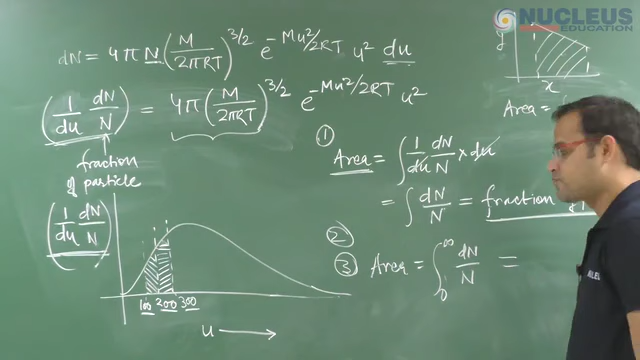 NUCLEUS
EDUCATION
dN = 4π N (M/2πRT)^3/2 e^-Mu²/2RT u² du
(1/du dN/N) = 4π (M/2πRT)^3/2 e^-Mu²/2RT u²
fraction
of particle
(1/du dN/N)
100 200 300
u →
y
x
Area =
① Area = ∫ 1/du dN/N × du
= ∫ dN/N = fraction
②
③ Area = ∫₀^∞ dN/N =